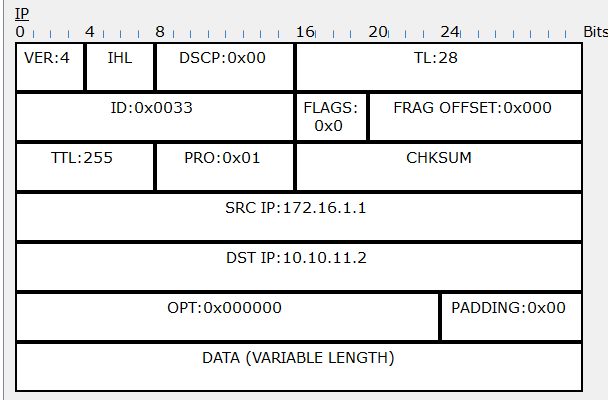 IP
0 4 8 16 20 24 Bits
VER:4 IHL DSCP:0x00 TL:28
ID:0x0033 FLAGS: 0x0 FRAG OFFSET:0x000
TTL:255 PRO:0x01 CHKSUM
SRC IP:172.16.1.1
DST IP:10.10.11.2
OPT:0x000000 PADDING:0x00
DATA (VARIABLE LENGTH)